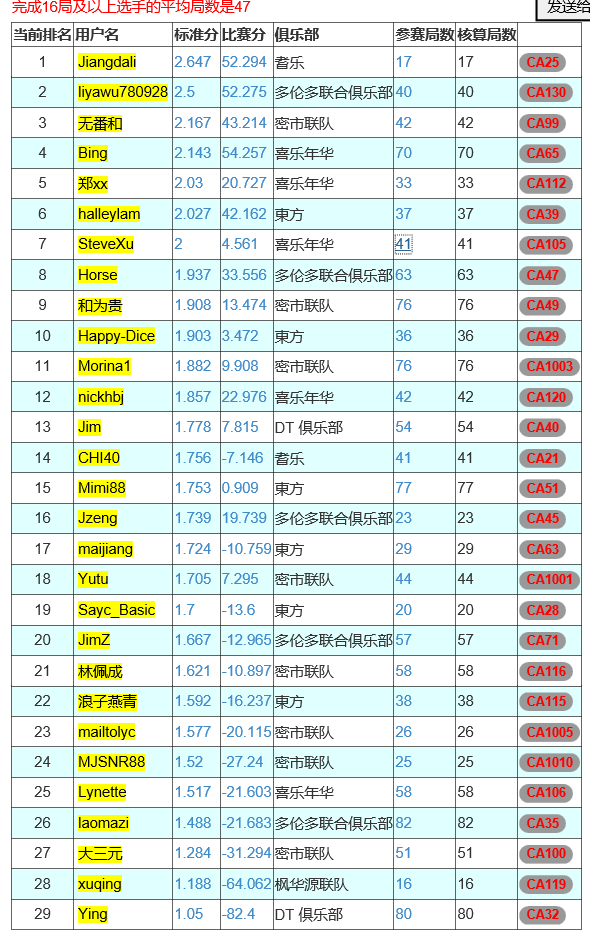 完成16局及以上选手的平均局数是47
发送给
当前排名 用户名 标准分 比赛分 俱乐部 参赛局数 核算局数
1 Jiangdali 2.647 52.294 耆乐 17 17 CA25
2 liyawu780928 2.5 52.275 多伦多联合俱乐部 40 40 CA130
3 无番和 2.167 43.214 密市联队 42 42 CA99
4 Bing 2.143 54.257 喜乐年华 70 70 CA65
5 郑xx 2.03 20.727 喜乐年华 33 33 CA112
6 halleylam 2.027 42.162 東方 37 37 CA39
7 SteveXu 2 4.561 喜乐年华 41 41 CA105
8 Horse 1.937 33.556 多伦多联合俱乐部 63 63 CA47
9 和为贵 1.908 13.474 密市联队 76 76 CA49
10 Happy-Dice 1.903 3.472 東方 36 36 CA29
11 Morina1 1.882 9.908 密市联队 76 76 CA1003
12 nickhbj 1.857 22.976 喜乐年华 42 42 CA120
13 Jim 1.778 7.815 DT 俱乐部 54 54 CA40
14 CHI40 1.756 -7.146 耆乐 41 41 CA21
15 Mimi88 1.753 0.909 東方 77 77 CA51
16 Jzeng 1.739 19.739 多伦多联合俱乐部 23 23 CA45
17 maijiang 1.724 -10.759 東方 29 29 CA63
18 Yutu 1.705 7.295 密市联队 44 44 CA1001
19 Sayc_Basic 1.7 -13.6 東方 20 20 CA28
20 JimZ 1.667 -12.965 多伦多联合俱乐部 57 57 CA71
21 林佩成 1.621 -10.897 密市联队 58 58 CA116
22 浪子燕青 1.592 -16.237 東方 38 38 CA115
23 mailtolyc 1.577 -20.115 密市联队 26 26 CA1005
24 MJSNR88 1.52 -27.24 密市联队 25 25 CA1010
25 Lynette 1.517 -21.603 喜乐年华 58 58 CA106
26 laomazi 1.488 -21.683 多伦多联合俱乐部 82 82 CA35
27 大三元 1.284 -31.294 密市联队 51 51 CA100
28 xuqing 1.188 -64.062 枫华源联队 16 16 CA119
29 Ying 1.05 -82.4 DT 俱乐部 80 80 CA32